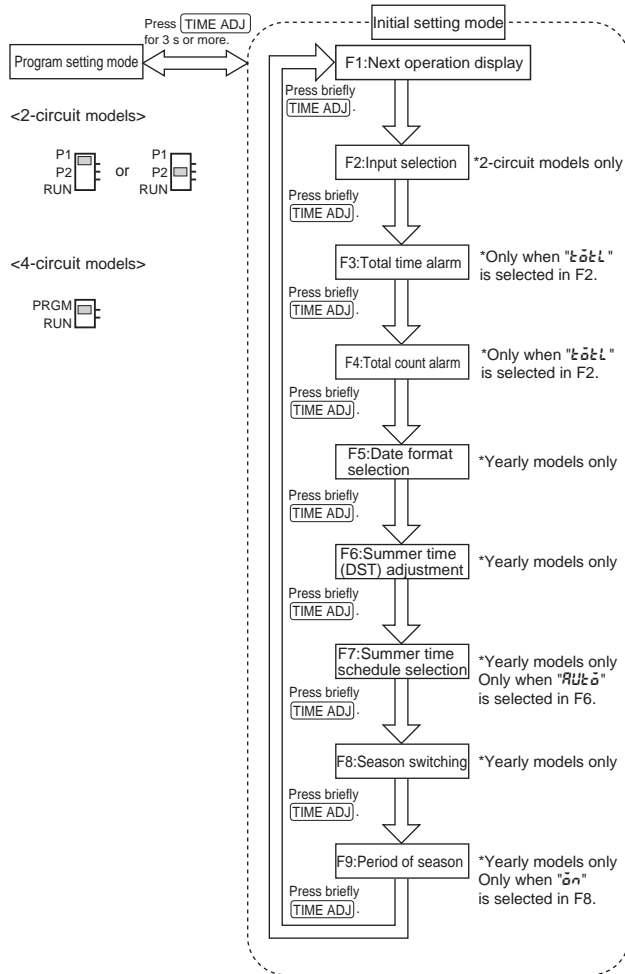 Initial setting mode
Press TIME ADJ
for 3 s or more.
Program setting mode
F1:Next operation display
Press briefly
TIME ADJ.
<2-circuit models>
P1
P2
RUN
or
P1
P2
RUN
F2:Input selection
*2-circuit models only
Press briefly
TIME ADJ.
<4-circuit models>
PRGM
RUN
F3:Total time alarm
*Only when "totL"
is selected in F2.
Press briefly
TIME ADJ.
F4:Total count alarm
*Only when "totL"
is selected in F2.
Press briefly
TIME ADJ.
F5:Date format
selection
*Yearly models only
Press briefly
TIME ADJ.
F6:Summer time
(DST) adjustment
*Yearly models only
Press briefly
TIME ADJ.
F7:Summer time
schedule selection
*Yearly models only
Only when "AUto"
is selected in F6.
Press briefly
TIME ADJ.
F8:Season switching
*Yearly models only
Press briefly
TIME ADJ.
F9:Period of season
*Yearly models only
Only when "on"
is selected in F8.
Press briefly
TIME ADJ.